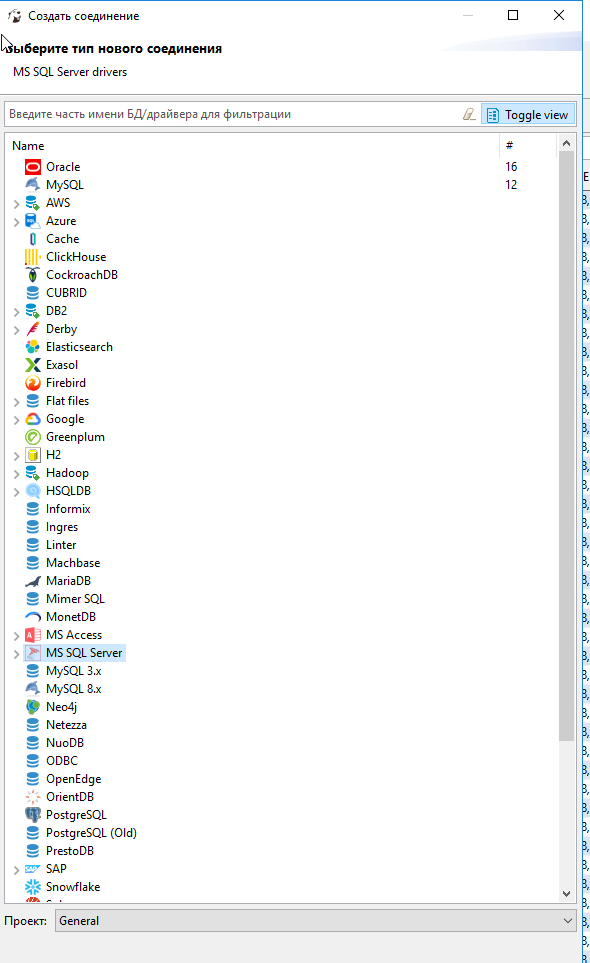 Создать соединение
Выберите тип нового соединения
MS SQL Server drivers
Введите часть имени БД/драйвера для фильтрации
Toggle view
Name #
Oracle 16
MySQL 12
AWS
Azure
Cache
ClickHouse
CockroachDB
CUBRID
DB2
Derby
Elasticsearch
Exasol
Firebird
Flat files
Google
Greenplum
H2
Hadoop
HSQLDB
Informix
Ingres
Linter
Machbase
MariaDB
Mimer SQL
MonetDB
MS Access
MS SQL Server
MySQL 3.x
MySQL 8.x
Neo4j
Netezza
NuoDB
ODBC
OpenEdge
OrientDB
PostgreSQL
PostgreSQL (Old)
PrestoDB
SAP
Snowflake
Проект: General